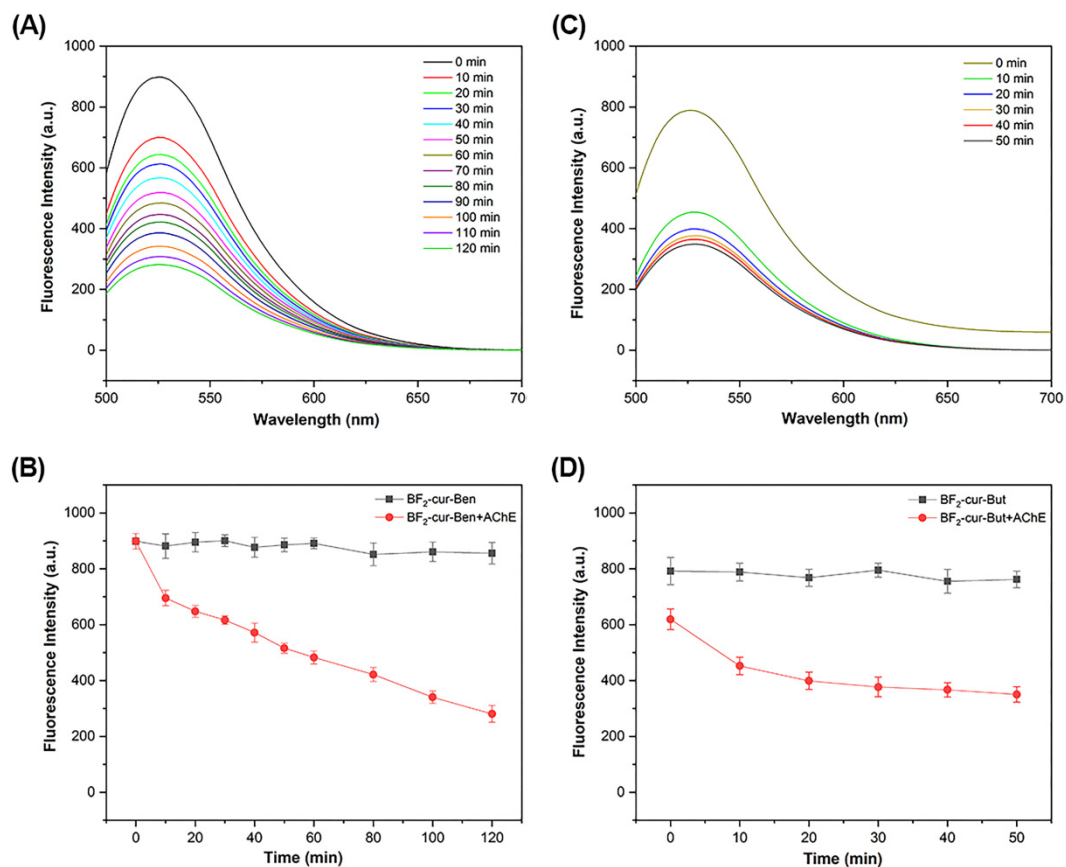 (A)
1000
800
600
400
200
0
Fluorescence Intensity (a.u.)
0 min
10 min
20 min
30 min
40 min
50 min
60 min
70 min
80 min
90 min
100 min
110 min
120 min
500 550 600 650 70
Wavelength (nm)
(C)
1000
800
600
400
200
0
Fluorescence Intensity (a.u.)
0 min
10 min
20 min
30 min
40 min
50 min
500 550 600 650 700
Wavelength (nm)
(B)
1000
800
600
400
200
0
Fluorescence Intensity (a.u.)
BF₂-cur-Ben
BF₂-cur-Ben+AChE
0 20 40 60 80 100 120
Time (min)
(D)
1000
800
600
400
200
0
Fluorescence Intensity (a.u.)
BF₂-cur-But
BF₂-cur-But+AChE
0 10 20 30 40 50
Time (min)